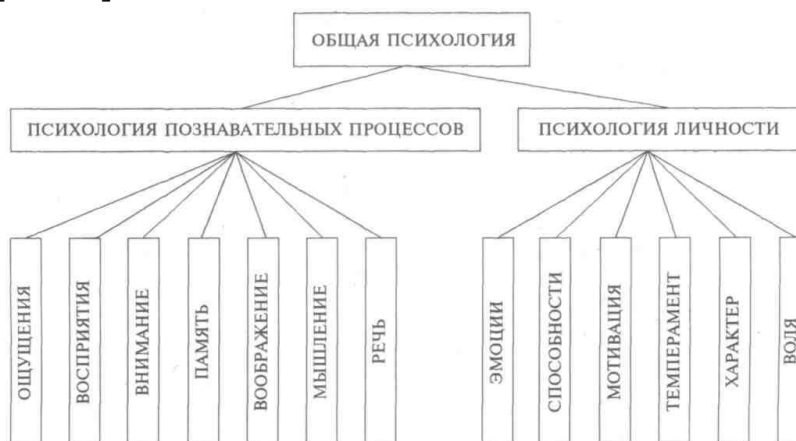 ОБЩАЯ ПСИХОЛОГИЯ
ПСИХОЛОГИЯ ПОЗНАВАТЕЛЬНЫХ ПРОЦЕССОВ
ПСИХОЛОГИЯ ЛИЧНОСТИ
ОЩУЩЕНИЯ
ВОСПРИЯТИЯ
ВНИМАНИЕ
ПАМЯТЬ
ВООБРАЖЕНИЕ
МЫШЛЕНИЕ
РЕЧЬ
ЭМОЦИИ
СПОСОБНОСТИ
МОТИВАЦИЯ
ТЕМПЕРАМЕНТ
ХАРАКТЕР
ВОЛЯ